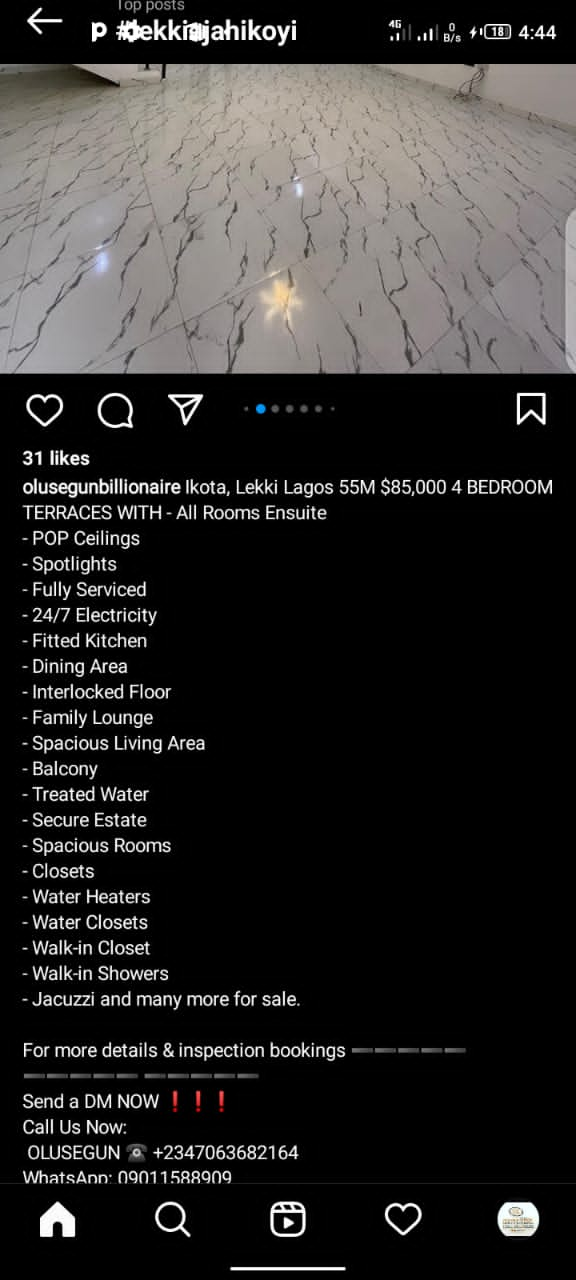 Top posts
4G 0 B/s 18 4:44
31 likes
olusegunbillionaire Ikota, Lekki Lagos 55M $85,000 4 BEDROOM
TERRACES WITH - All Rooms Ensuite
- POP Ceilings
- Spotlights
- Fully Serviced
- 24/7 Electricity
- Fitted Kitchen
- Dining Area
- Interlocked Floor
- Family Lounge
- Spacious Living Area
- Balcony
- Treated Water
- Secure Estate
- Spacious Rooms
- Closets
- Water Heaters
- Water Closets
- Walk-in Closet
- Walk-in Showers
- Jacuzzi and many more for sale.
For more details & inspection bookings ➖➖➖➖➖
➖➖➖➖➖ ➖➖➖➖➖
Send a DM NOW ❗❗❗
Call Us Now:
OLUSEGUN ☎ +2347063682164
WhatsApp: 09011588909